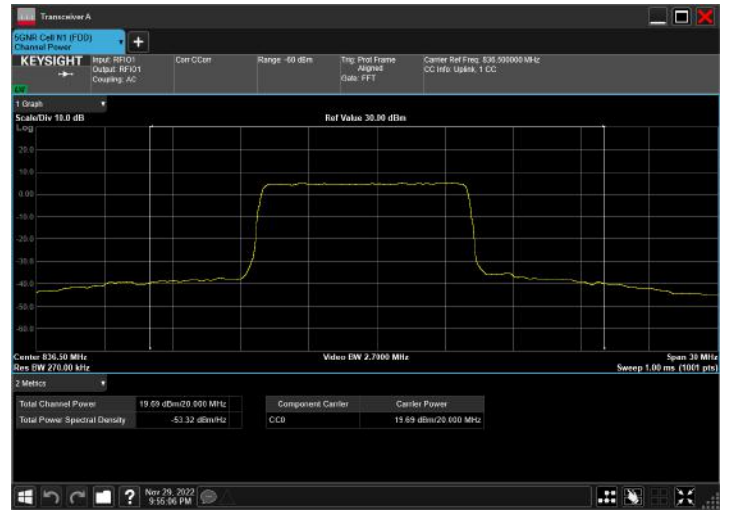 Transceiver A
5GNR Cell N1 (FDD)
Channel Power
KEYSIGHT
Input: RFIO1
Output: RFIO1
Coupling: AC
Corr CCorr
Range: -60 dBm
Trig: Prot Frame
Aligned
Gate: FFT
Carrier Ref Freq: 836.500000 MHz
CC Info: Uplink, 1 CC
1 Graph
Scale/Div 10.0 dB
Ref Value 30.00 dBm
Log
20.0
10.0
0.00
-10.0
-20.0
-30.0
-40.0
-50.0
-60.0
Center 836.50 MHz
Video BW 2.7000 MHz
Span 30 MHz
Res BW 270.00 kHz
Sweep 1.00 ms (1001 pts)
2 Metrics
Total Channel Power
19.69 dBm/20.000 MHz
Total Power Spectral Density
-53.32 dBm/Hz
Component Carrier
Carrier Power
CC0
19.69 dBm/20.000 MHz
Nov 29, 2022
9:55:06 PM